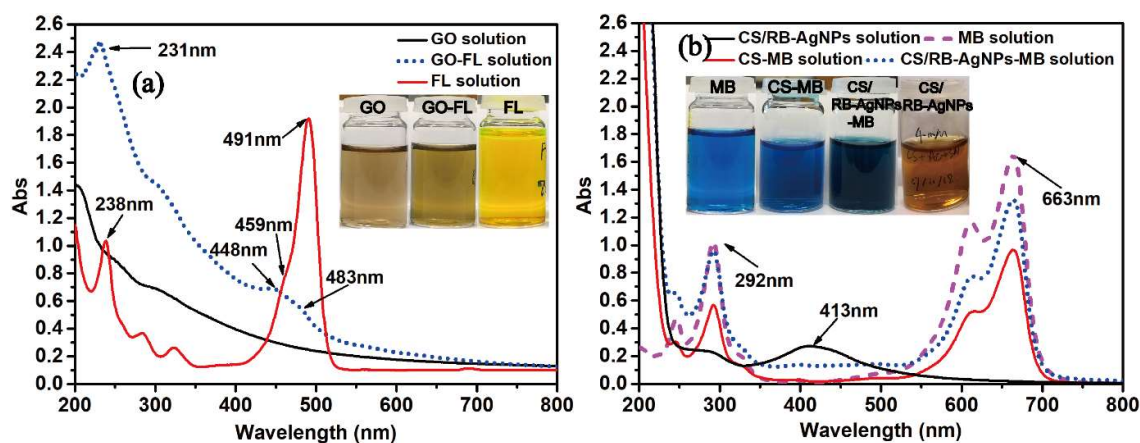 (a)
GO solution
GO-FL solution
FL solution
231nm
491nm
238nm
459nm
448nm
483nm
GO GO-FL FL
Abs
2.6
2.4
2.2
2.0
1.8
1.6
1.4
1.2
1.0
0.8
0.6
0.4
0.2
0.0
200 300 400 500 600 700 800
Wavelength (nm)
(b)
CS/RB-AgNPs solution MB solution
CS-MB solution CS/RB-AgNPs-MB solution
MB CS-MB CS/ CS/
RB-AgNPs RB-AgNPs
-MB
663nm
292nm
413nm
Abs
2.6
2.4
2.2
2.0
1.8
1.6
1.4
1.2
1.0
0.8
0.6
0.4
0.2
0.0
200 300 400 500 600 700 800
Wavelength (nm)